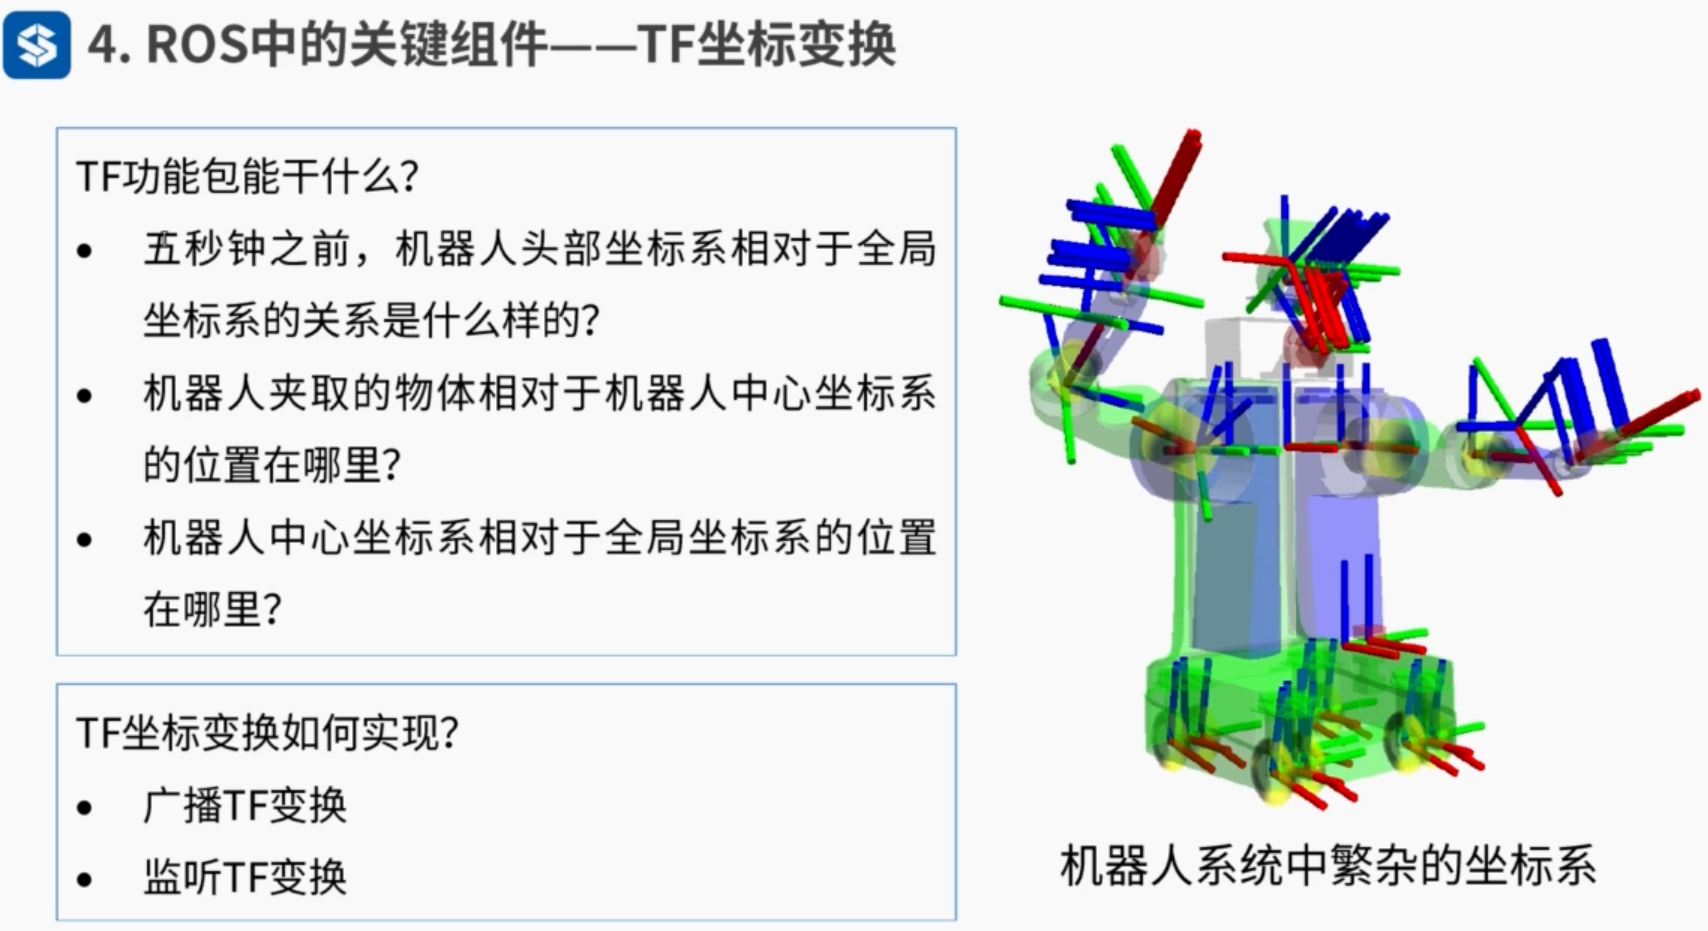 4. ROS中的关键组件——TF坐标变换
TF功能包能干什么？
• 五秒钟之前，机器人头部坐标系相对于全局
坐标系的关系是什么样的？
• 机器人夹取的物体相对于机器人中心坐标系
的位置在哪里？
• 机器人中心坐标系相对于全局坐标系的位置
在哪里？
TF坐标变换如何实现？
• 广播TF变换
• 监听TF变换
机器人系统中繁杂的坐标系